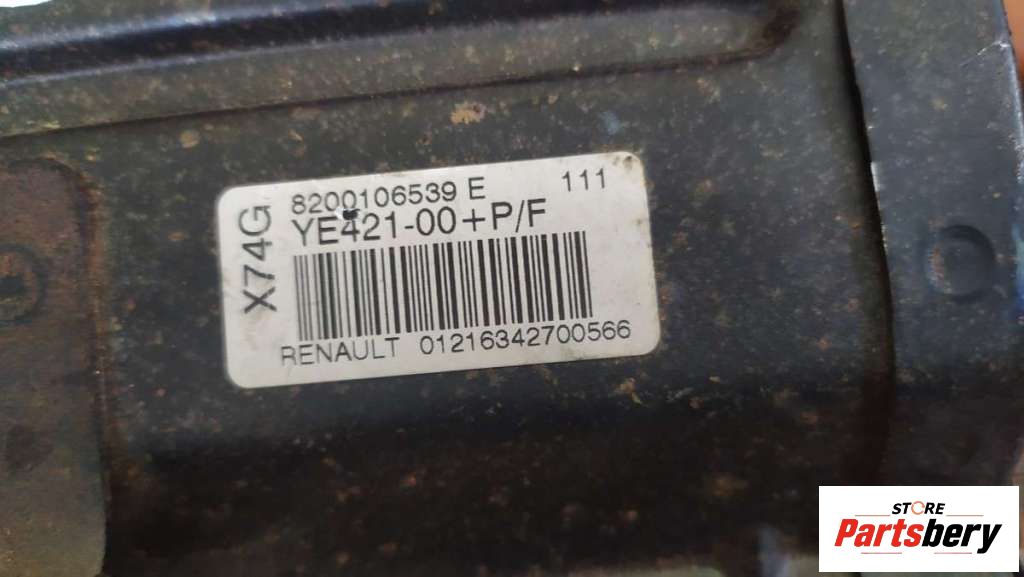 8200106539 E 111
YE421-00+P/F
X74G
RENAULT 01216342700566
STORE
Partsbery